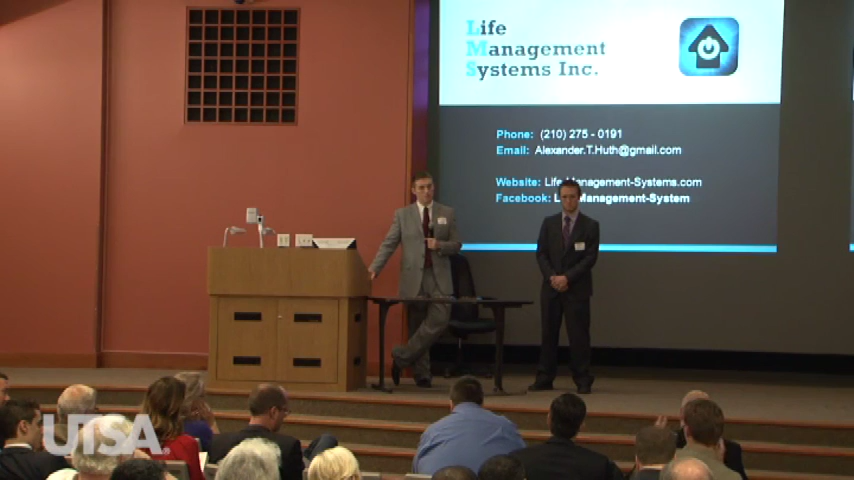 Life
Management
Systems Inc.
Phone: (210) 275 - 0191
Email: Alexander.T.Huth@gmail.com
Website: Life-Management-Systems.com
Facebook: Management-System
UTSA